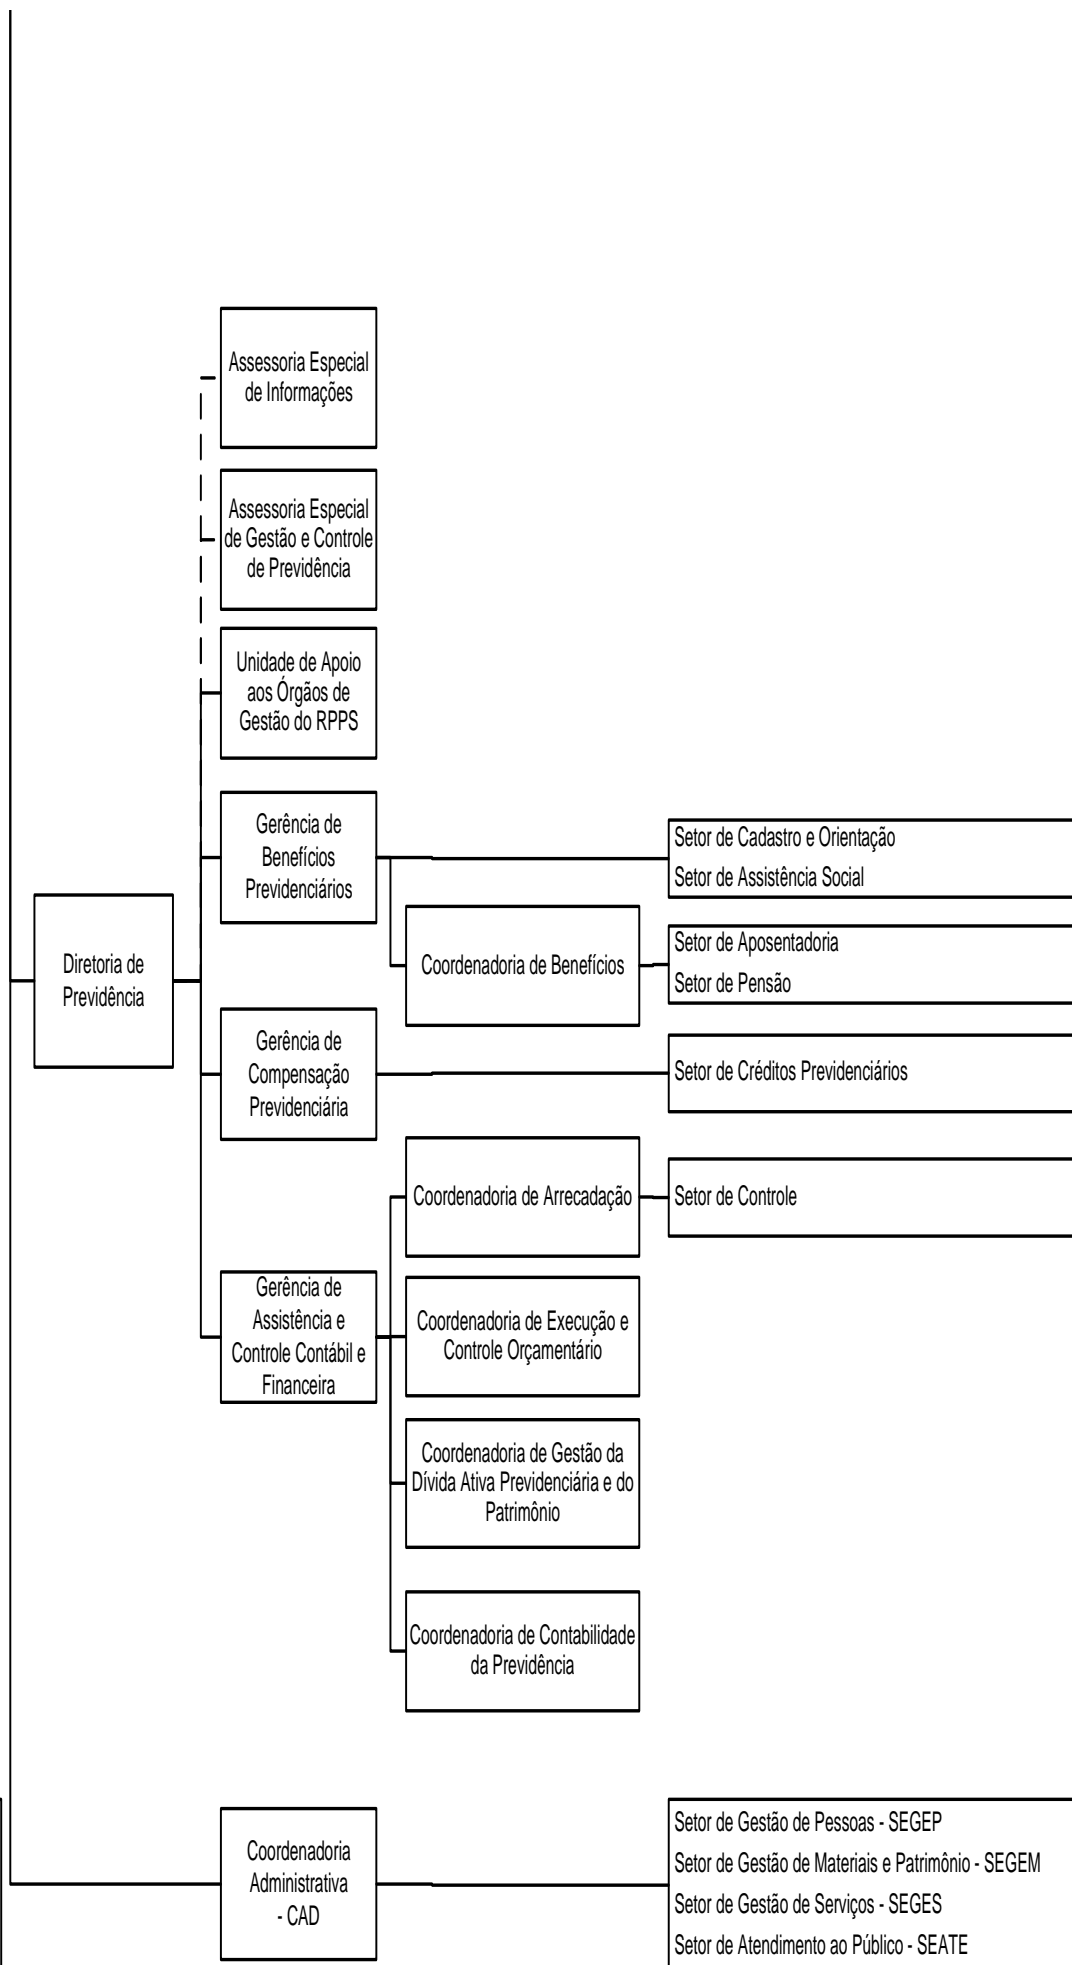 Assessoria Especial
de Informações
Assessoria Especial
de Gestão e Controle
de Previdência
Unidade de Apoio
aos Órgãos de
Gestão do RPPS
Gerência de
Benefícios
Previdenciários
Setor de Cadastro e Orientação
Setor de Assistência Social
Diretoria de
Previdência
Coordenadoria de Benefícios
Setor de Aposentadoria
Setor de Pensão
Gerência de
Compensação
Previdenciária
Setor de Créditos Previdenciários
Coordenadoria de Arrecadação
Setor de Controle
Gerência de
Assistência e
Controle Contábil e
Financeira
Coordenadoria de Execução e
Controle Orçamentário
Coordenadoria de Gestão da
Dívida Ativa Previdenciária e do
Patrimônio
Coordenadoria de Contabilidade
da Previdência
Coordenadoria
Administrativa
- CAD
Setor de Gestão de Pessoas - SEGEP
Setor de Gestão de Materiais e Patrimônio - SEGEM
Setor de Gestão de Serviços - SEGES
Setor de Atendimento ao Público - SEATE